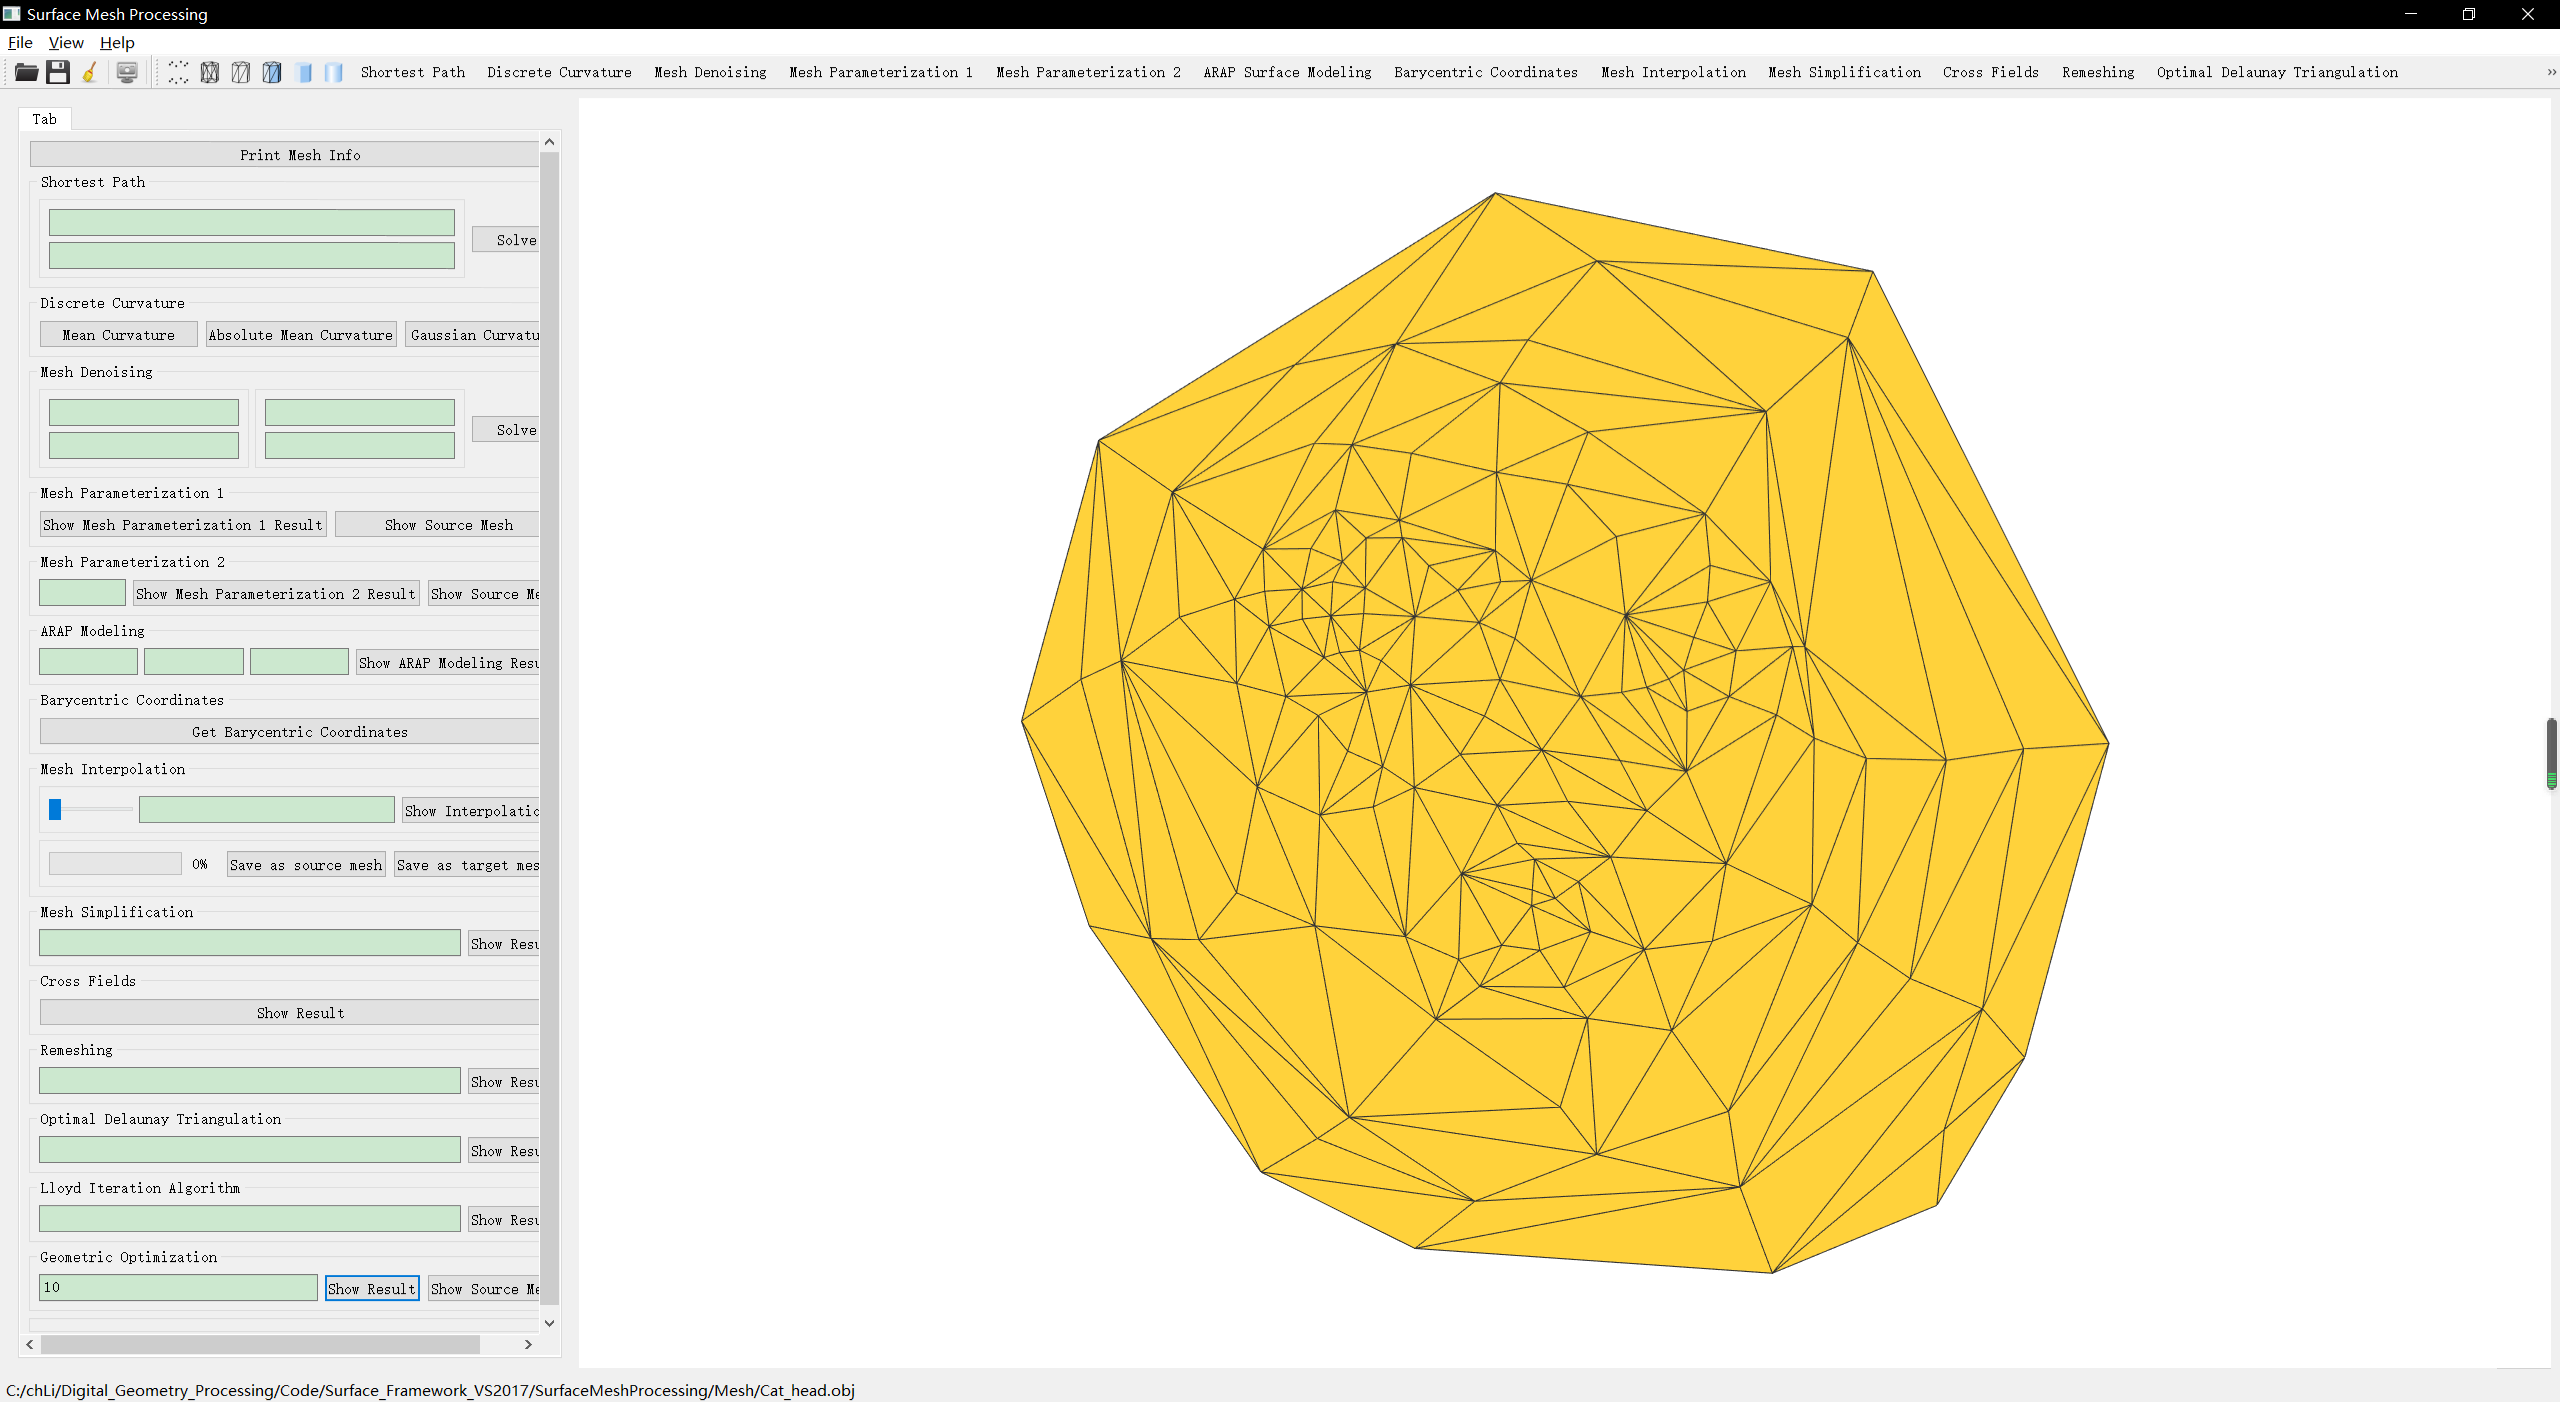 Surface Mesh Processing
File View Help
Shortest Path Discrete Curvature Mesh Denoising Mesh Parameterization 1 Mesh Parameterization 2 ARAP Surface Modeling Barycentric Coordinates Mesh Interpolation Mesh Simplification Cross Fields Remeshing Optimal Delaunay Triangulation »
Tab
Print Mesh Info
Shortest Path
Solve
Discrete Curvature
Mean Curvature Absolute Mean Curvature Gaussian Curvatu
Mesh Denoising
Solve
Mesh Parameterization 1
Show Mesh Parameterization 1 Result Show Source Mesh
Mesh Parameterization 2
Show Mesh Parameterization 2 Result Show Source Me
ARAP Modeling
Show ARAP Modeling Resu
Barycentric Coordinates
Get Barycentric Coordinates
Mesh Interpolation
Show Interpolatio
0% Save as source mesh Save as target mes
Mesh Simplification
Show Resu
Cross Fields
Show Result
Remeshing
Show Resu
Optimal Delaunay Triangulation
Show Resu
Lloyd Iteration Algorithm
Show Resu
Geometric Optimization
10 Show Result Show Source Me
C:/chLi/Digital_Geometry_Processing/Code/Surface_Framework_VS2017/SurfaceMeshProcessing/Mesh/Cat_head.obj